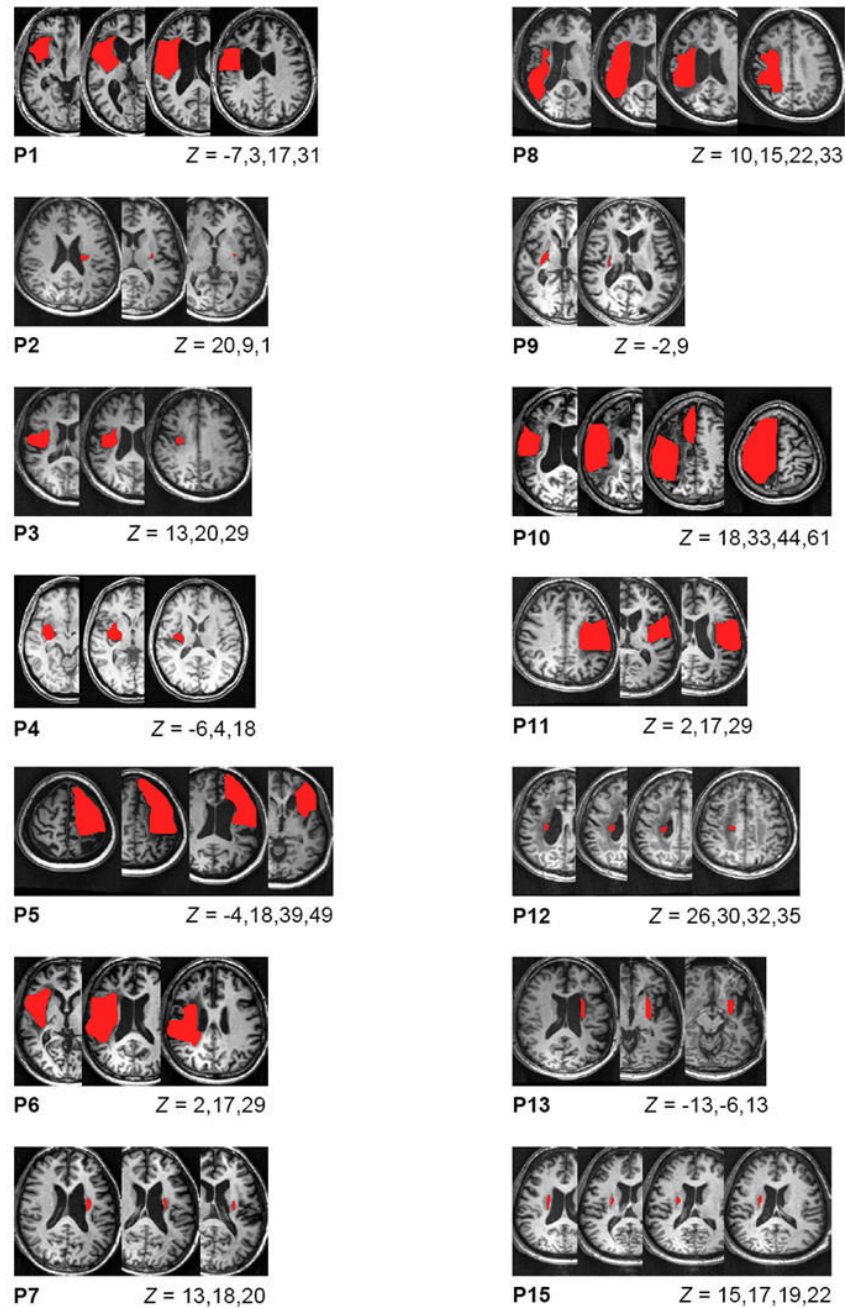 P1 Z = -7,3,17,31
P2 Z = 20,9,1
P3 Z = 13,20,29
P4 Z = -6,4,18
P5 Z = -4,18,39,49
P6 Z = 2,17,29
P7 Z = 13,18,20
P8 Z = 10,15,22,33
P9 Z = -2,9
P10 Z = 18,33,44,61
P11 Z = 2,17,29
P12 Z = 26,30,32,35
P13 Z = -13,-6,13
P15 Z = 15,17,19,22